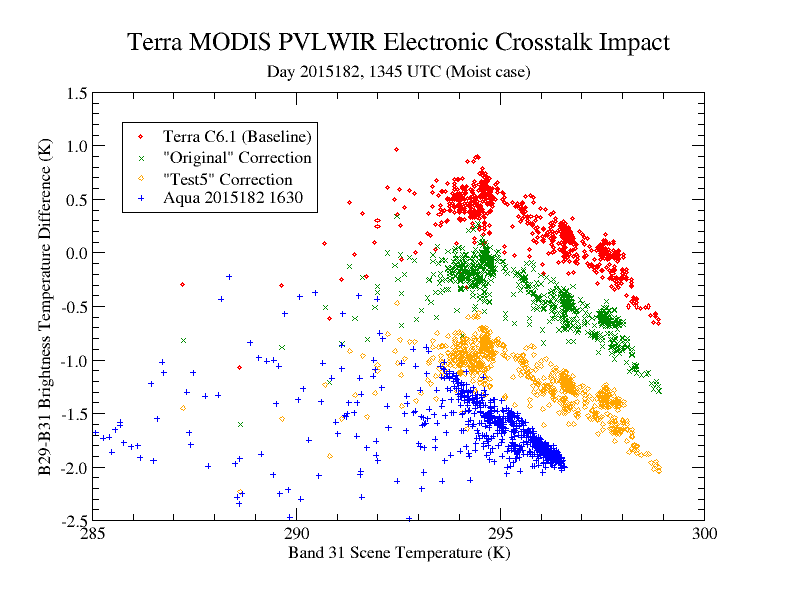 Terra MODIS PVLWIR Electronic Crosstalk Impact
Day 2015182, 1345 UTC (Moist case)
1.5
1.0
0.5
0.0
-0.5
-1.0
-1.5
-2.0
-2.5
B29-B31 Brightness Temperature Difference (K)
Terra C6.1 (Baseline)
"Original" Correction
"Test5" Correction
Aqua 2015182 1630
285
290
295
300
Band 31 Scene Temperature (K)